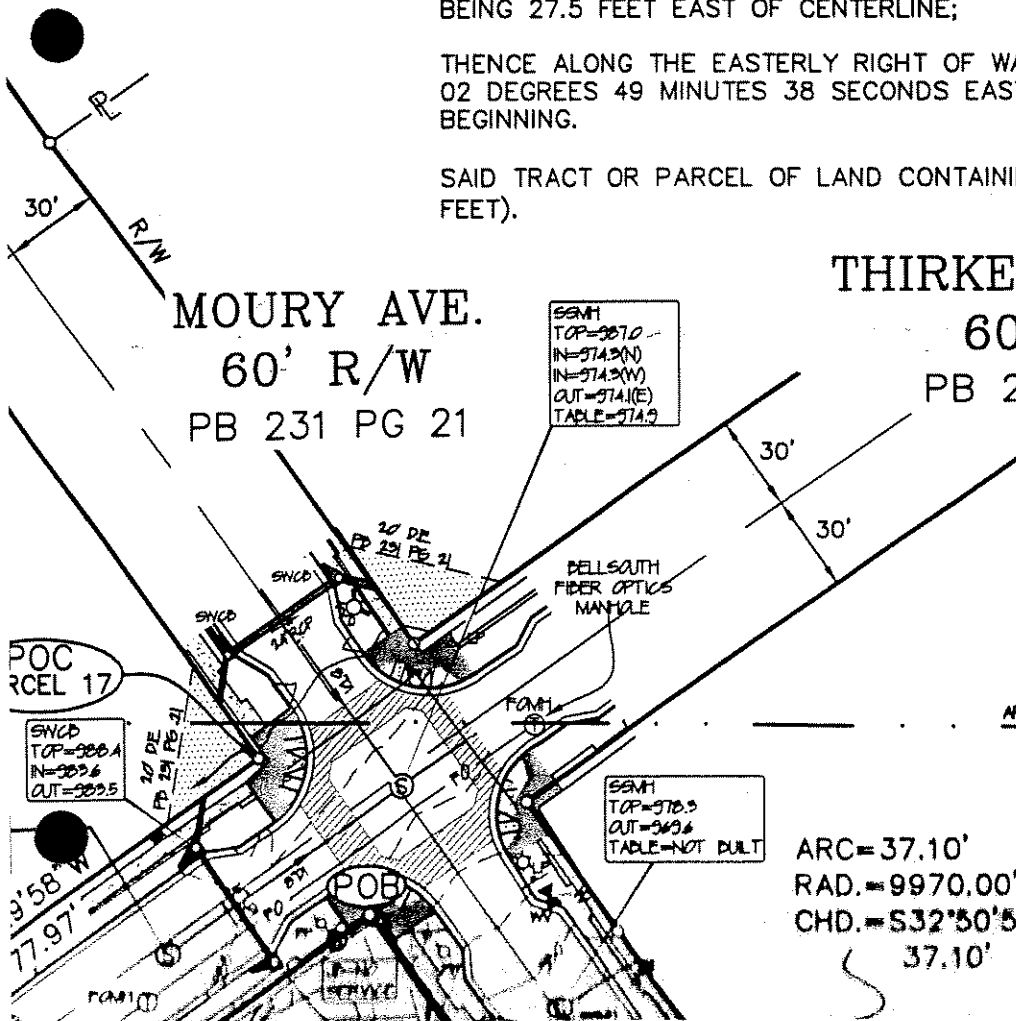 BEING 27.5 FEET EAST OF CENTERLINE;
THENCE ALONG THE EASTERLY RIGHT OF WA
02 DEGREES 49 MINUTES 38 SECONDS EAST
BEGINNING.
SAID TRACT OR PARCEL OF LAND CONTAINI
FEET).
PL
30'
R/W
MOURY AVE.
60' R/W
PB 231 PG 21
THIRKE
60
PB 2
SSMH
TOP=987.0
IN=974.3(N)
IN=974.3(W)
OUT=974.1(E)
TABLE=974.9
30'
30'
20' DE
PB 231 PG 21
SWCB
SWCB
BELLSOUTH
FIBER OPTICS
MANHOLE
POC
RCEL 17
FOMH
T
SWCB
TOP=988.4
IN=983.6
OUT=983.5
20' DE
PB 231 PG 21
S
FO
SSMH
TOP=978.3
OUT=969.6
TABLE=NOT BUILT
ARC=37.10'
RAD.=9970.00'
CHD.=S32°50'5
37.10'
9'58" W
77.97'
POB
FO
S
FOMH
T